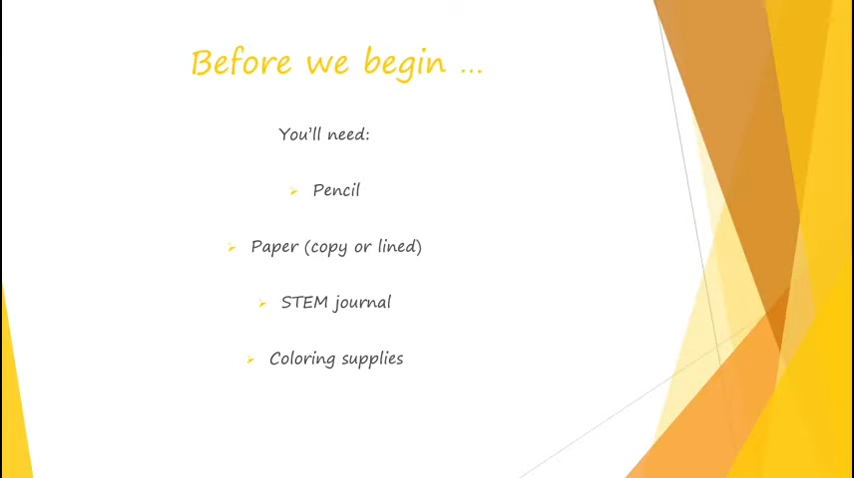 Before we begin ...
You'll need:
Pencil
Paper (copy or lined)
STEM journal
Coloring supplies